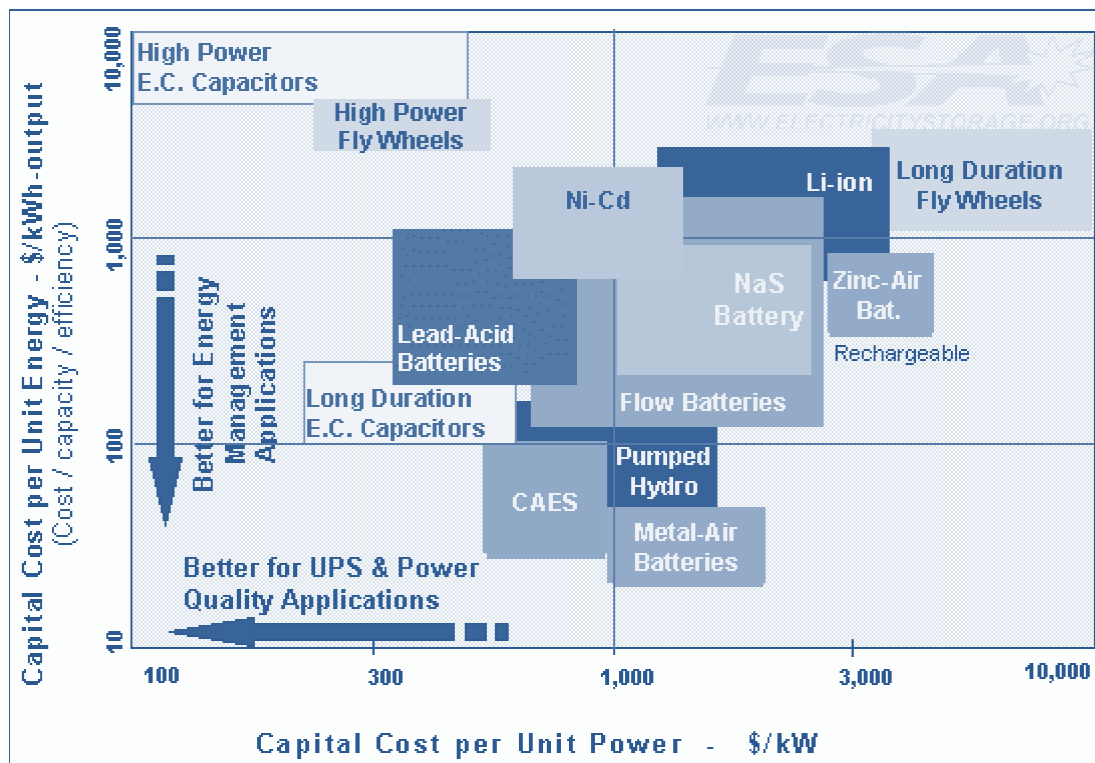 Capital Cost per Unit Energy - $/kWh-output
(Cost / capacity / efficiency)
10,000
1,000
100
10
High Power
E.C. Capacitors
High Power
Fly Wheels
ESA
WWW.ELECTRICITYSTORAGE.ORG
Long Duration
Fly Wheels
Li-ion
Ni-Cd
NaS
Battery
Zinc-Air
Bat.
Rechargeable
Lead-Acid
Batteries
Flow Batteries
Long Duration
E.C. Capacitors
Pumped
Hydro
CAES
Metal-Air
Batteries
Better for Energy
Management
Applications
Better for UPS & Power
Quality Applications
100
300
1,000
3,000
10,000
Capital Cost per Unit Power - $/kW